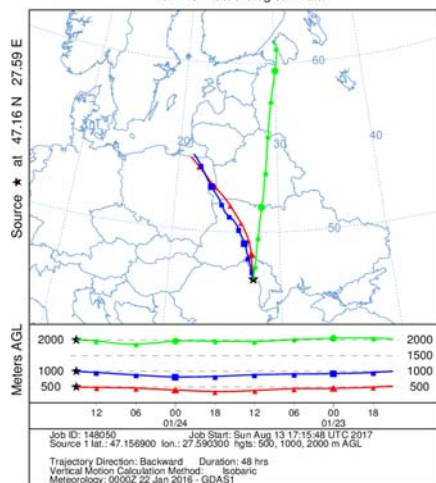 Source ★ at 47.16 N 27.59 E
60
40
20
30
50
Meters AGL
2000
1000
500
2000
1500
1000
500
12 06 00 18 12 06 00 18
01/24 01/23
Job ID: 148050 Job Start: Sun Aug 13 17:15:48 UTC 2017
Source 1 lat.: 47.156900 lon.: 27.590300 hgts: 500, 1000, 2000 m AGL
Trajectory Direction: Backward Duration: 48 hrs
Vertical Motion Calculation Method: Isobaric
Meteorology: 0000Z 22 Jan 2016 - GDAS1